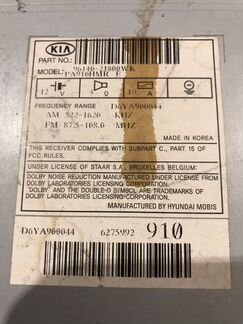 KIA
PART NO.: 96140-2J800WK
MODEL: PA910HMR E
12 V
FREQUENCY RANGE D6YA900044
AM 522-1620 KHZ
FM 87.5-108.0 MHZ
MADE IN KOREA
THIS RECEIVER COMPLIES WITH SUBPART C., PART 15 OF
FCC RULES.
UNDER LICENSE OF STAAR S.A., BRUXELLES BELGIUM:
DOLBY NOISE REDUCTION MANUFACTURED UNDER LICENSE FROM
DOLBY LABORATORIES LICENSING CORPORATION.
"DOLBY" AND THE DOUBLE-D SYMBOL ARE TRADEMARKS OF
DOLBY LABORATORIES LICENSING CORPORATION.
MANUFACTURED BY HYUNDAI MOBIS
D6YA900044 6275992 910